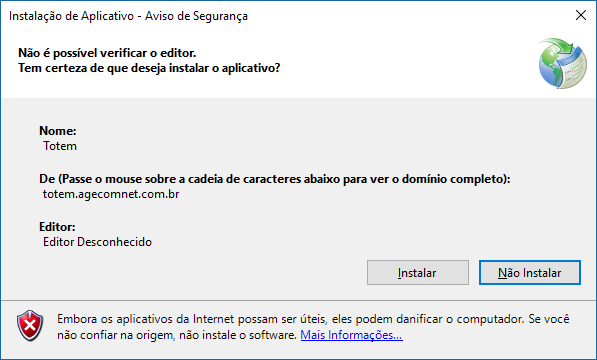 Instalação de Aplicativo - Aviso de Segurança
Não é possível verificar o editor.
Tem certeza de que deseja instalar o aplicativo?
Nome:
Totem
De (Passe o mouse sobre a cadeia de caracteres abaixo para ver o domínio completo):
totem.agecomnet.com.br
Editor:
Editor Desconhecido
Instalar
Não Instalar
Embora os aplicativos da Internet possam ser úteis, eles podem danificar o computador. Se você
não confiar na origem, não instale o software. Mais Informações...